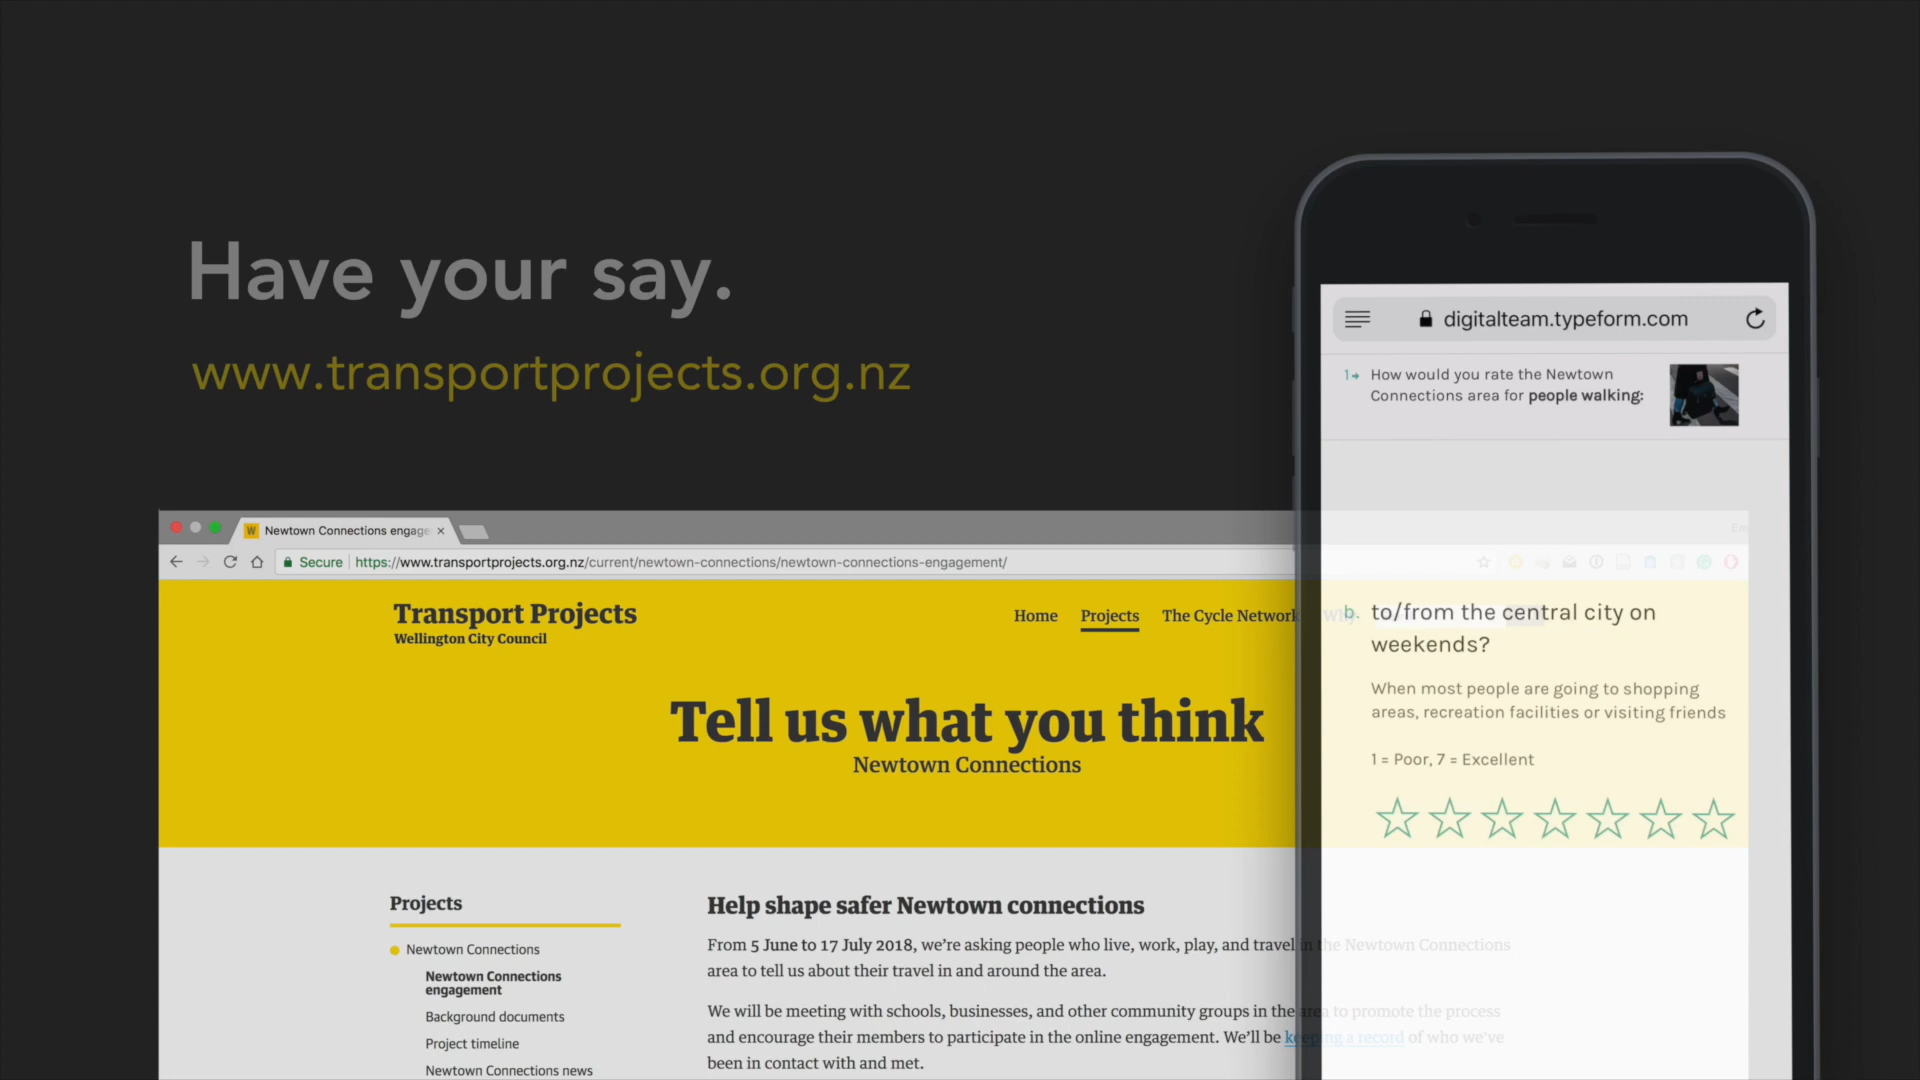 Have your say.
www.transportprojects.org.nz
Newtown Connections engage
Secure
https://www.transportprojects.org.nz/current/newtown-connections/newtown-connections-engagement/
Transport Projects
Wellington City Council
Home
Projects
The Cycle Network
Tell us what you think
Newtown Connections
Projects
Newtown Connections
Newtown Connections
engagement
Background documents
Project timeline
Newtown Connections news
Help shape safer Newtown connections
From 5 June to 17 July 2018, we’re asking people who live, work, play, and travel in the Newtown Connections
area to tell us about their travel in and around the area.
We will be meeting with schools, businesses, and other community groups in the area to promote the process
and encourage their members to participate in the online engagement. We’ll be keeping a record of who we’ve
been in contact with and met.
digitalteam.typeform.com
1 How would you rate the Newtown
Connections area for people walking:
b. to/from the central city on
weekends?
When most people are going to shopping
areas, recreation facilities or visiting friends
1 = Poor, 7 = Excellent